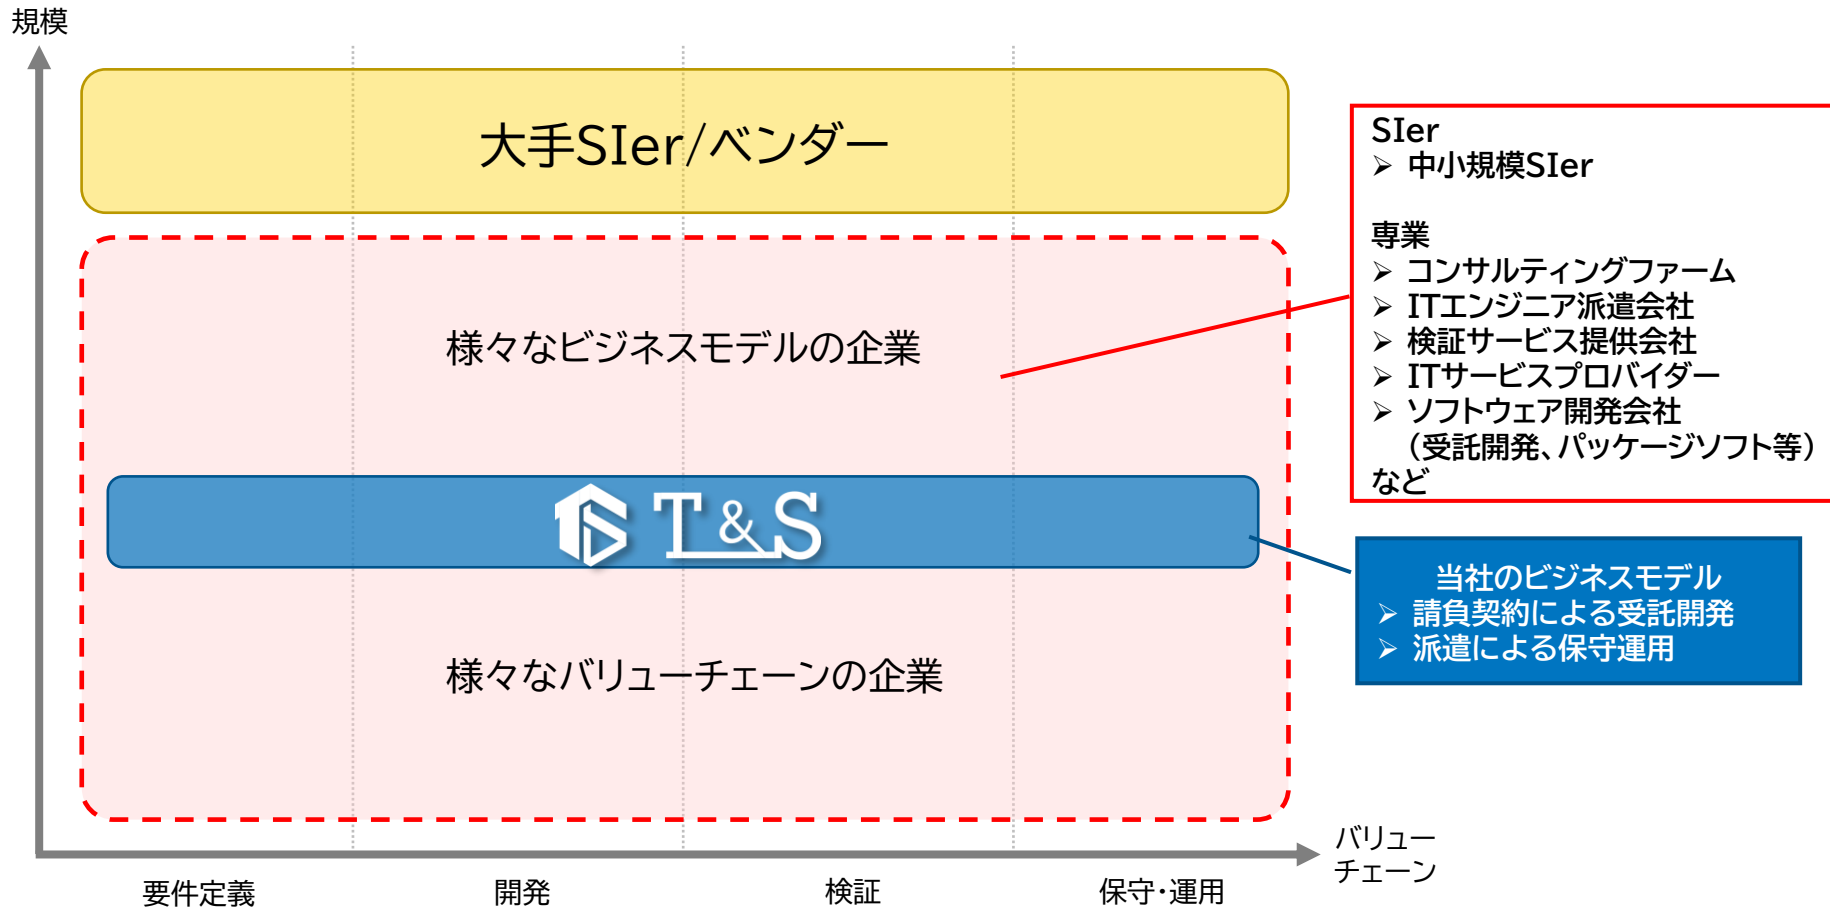 規模
大手SIer/ベンダー
様々なビジネスモデルの企業
T&S
様々なバリューチェーンの企業
SIer
➢ 中小規模SIer
専業
➢ コンサルティングファーム
➢ ITエンジニア派遣会社
➢ 検証サービス提供会社
➢ ITサービスプロバイダー
➢ ソフトウェア開発会社
(受託開発、パッケージソフト等)
など
当社のビジネスモデル
➢ 請負契約による受託開発
➢ 派遣による保守運用
バリュー
チェーン
要件定義
開発
検証
保守・運用